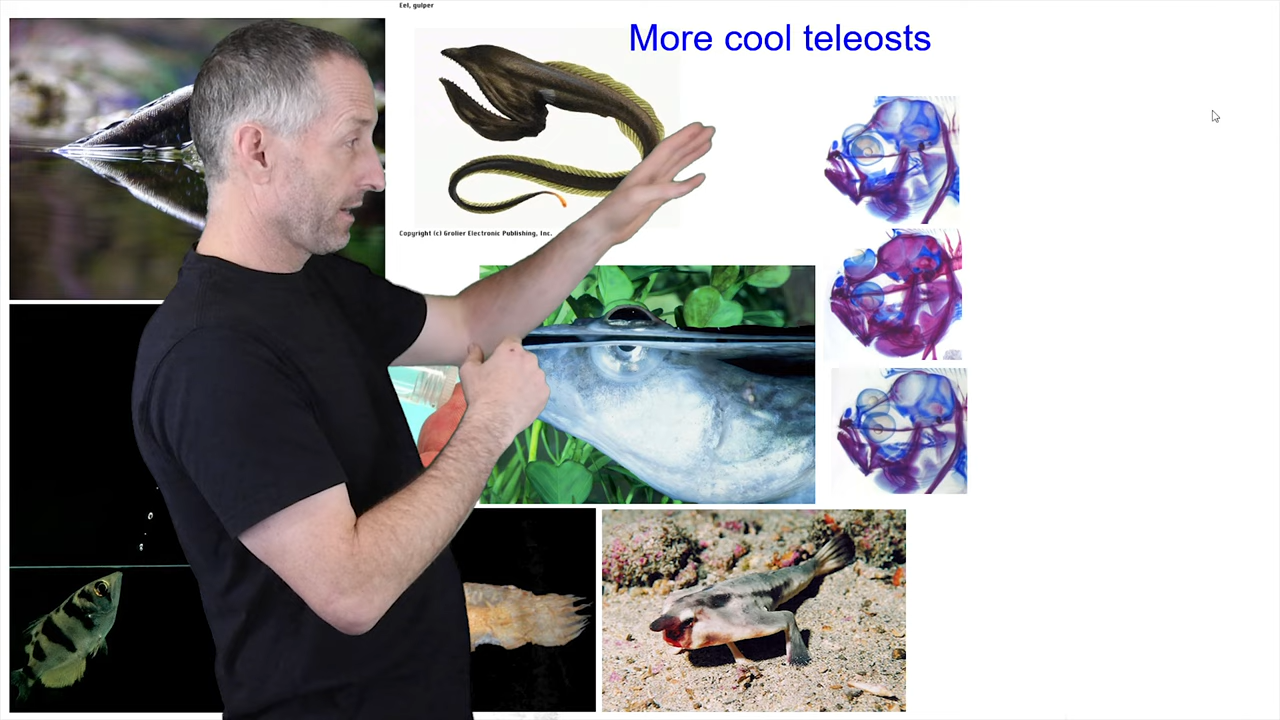 Eel, gulper
More cool teleosts
Copyright (c) Grolier Electronic Publishing, Inc.